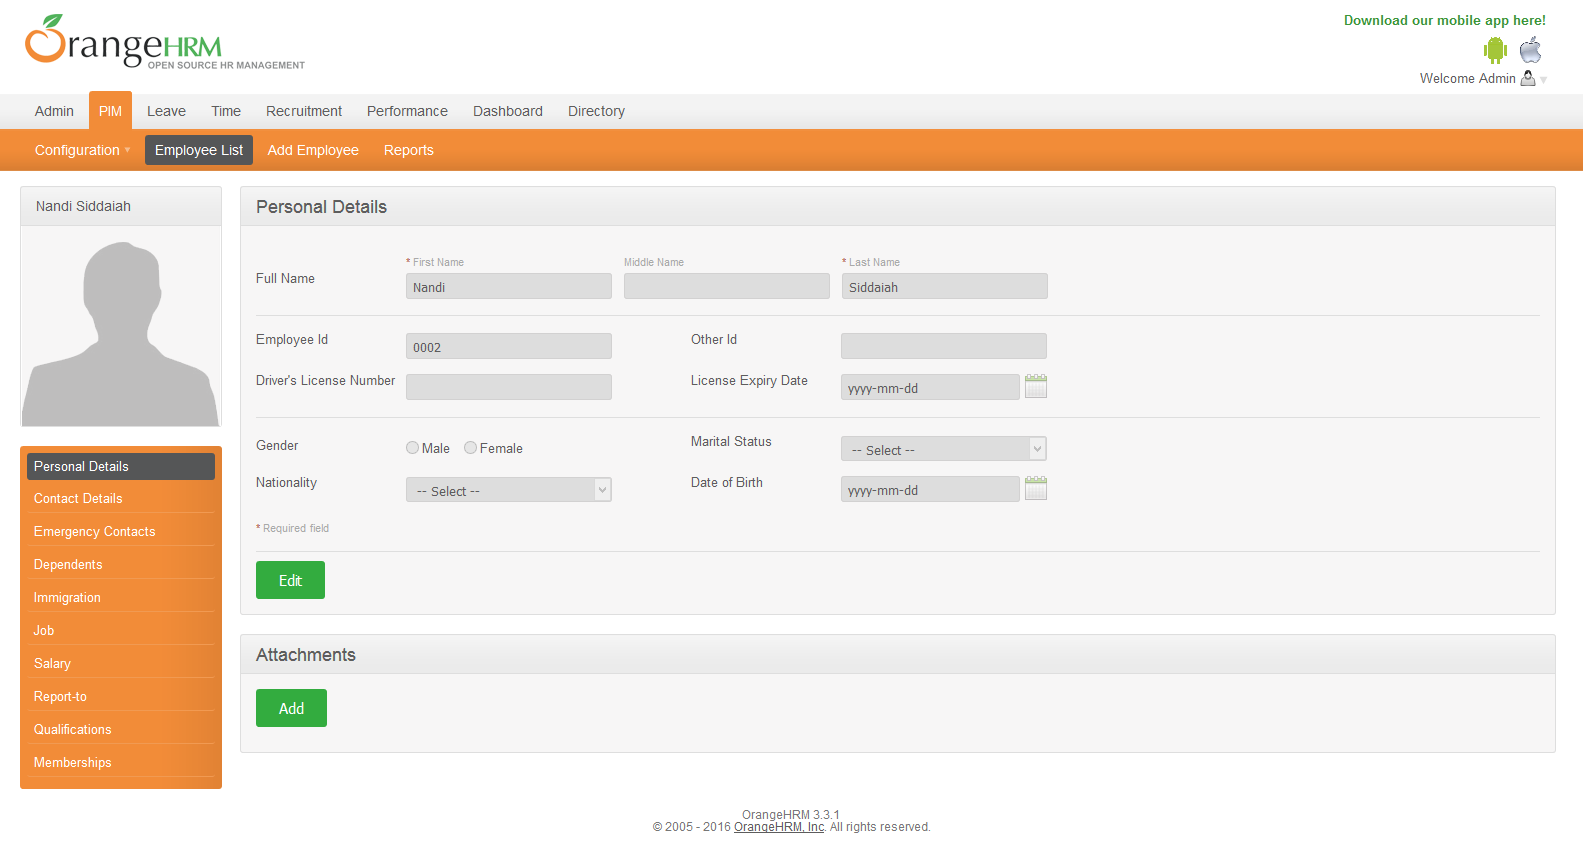 Download our mobile app here!
OrangeHRM
OPEN SOURCE HR MANAGEMENT
Welcome Admin
Admin PIM Leave Time Recruitment Performance Dashboard Directory
Configuration Employee List Add Employee Reports
Nandi Siddaiah
Personal Details
* First Name Middle Name * Last Name
Full Name
Nandi Siddaiah
Employee Id 0002 Other Id
Driver's License Number License Expiry Date yyyy-mm-dd
Gender Male Female Marital Status -- Select --
Nationality -- Select -- Date of Birth yyyy-mm-dd
* Required field
Edit
Personal Details
Contact Details
Emergency Contacts
Dependents
Immigration
Job
Salary
Report-to
Qualifications
Memberships
Attachments
Add
OrangeHRM 3.3.1
© 2005 - 2016 OrangeHRM, Inc. All rights reserved.